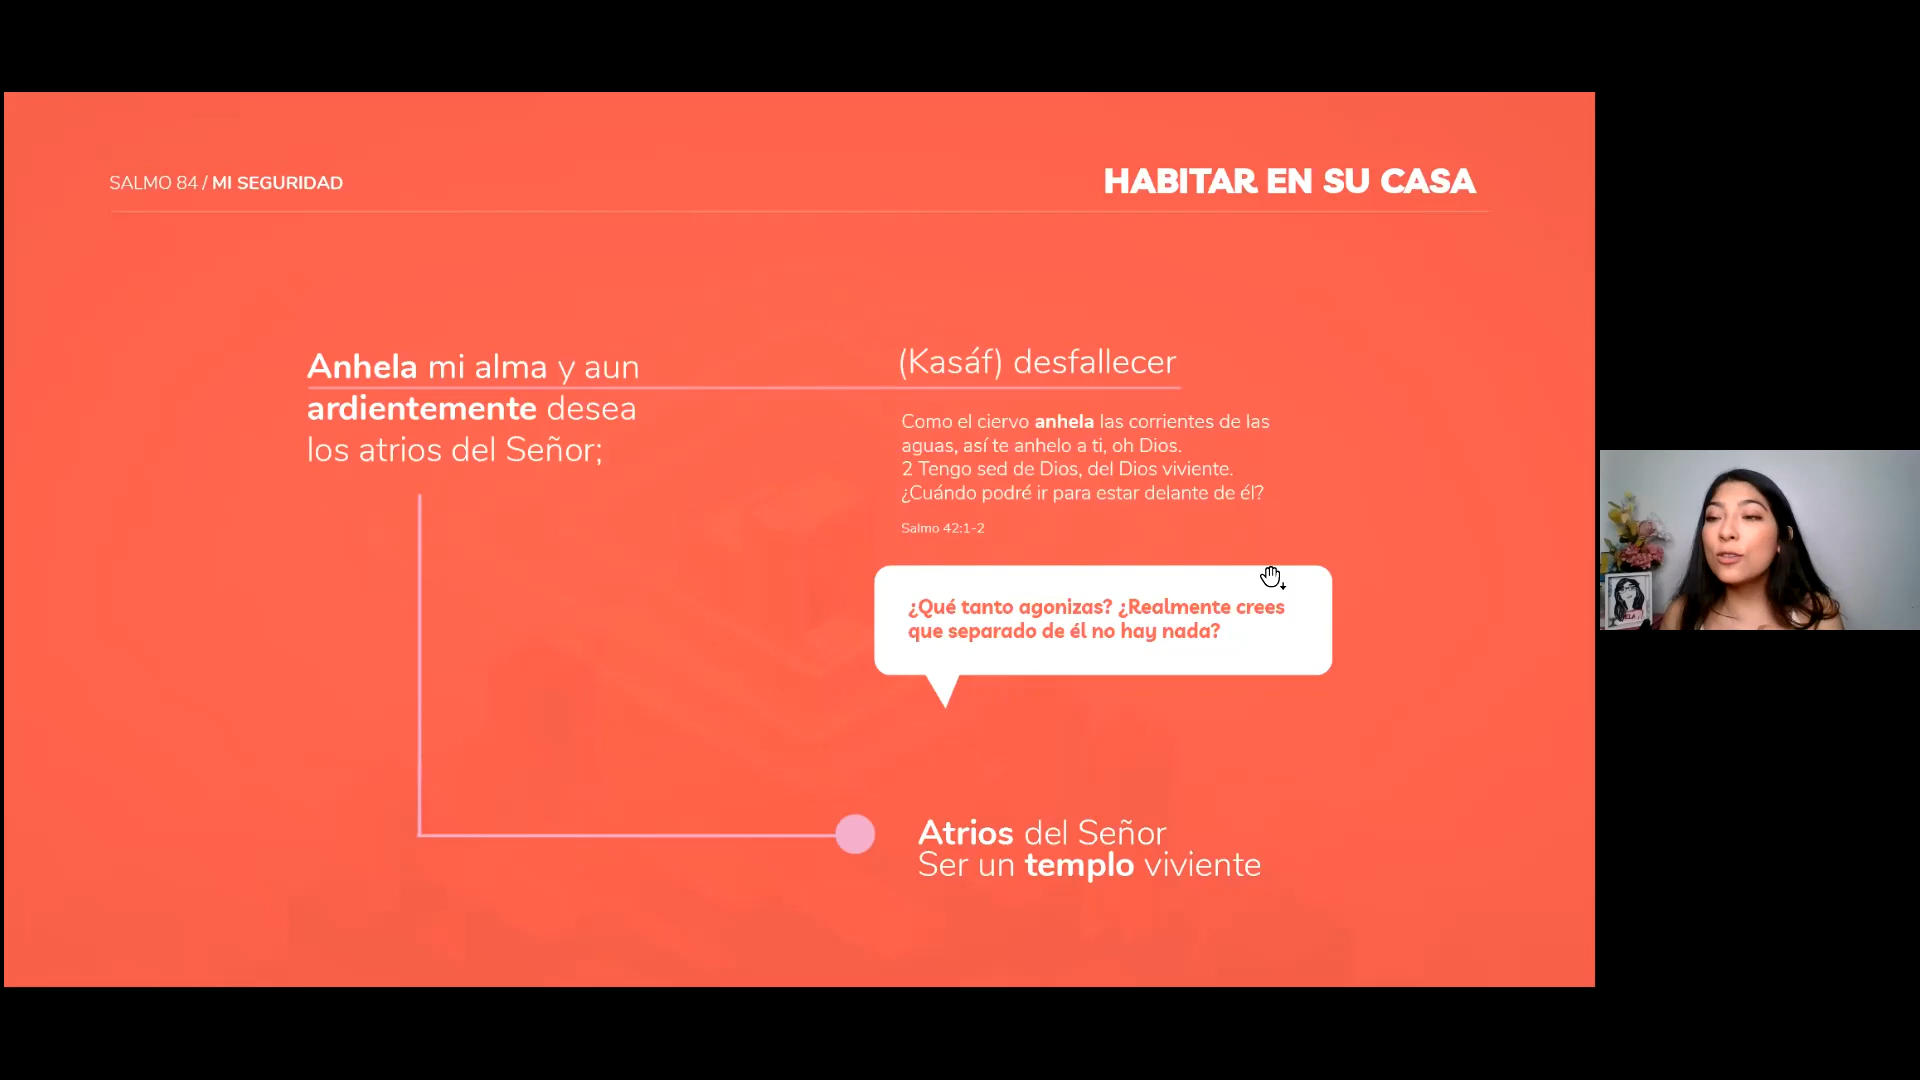 SALMO 84 / MI SEGURIDAD
HABITAR EN SU CASA
Anhela mi alma y aun
ardientemente desea
los atrios del Señor;
(Kasáf) desfallecer
Como el ciervo anhela las corrientes de las
aguas, así te anhelo a ti, oh Dios.
2 Tengo sed de Dios, del Dios viviente.
¿Cuándo podré ir para estar delante de él?
Salmo 42:1-2
¿Qué tanto agonizas? ¿Realmente crees
que separado de él no hay nada?
Atrios del Señor
Ser un templo viviente